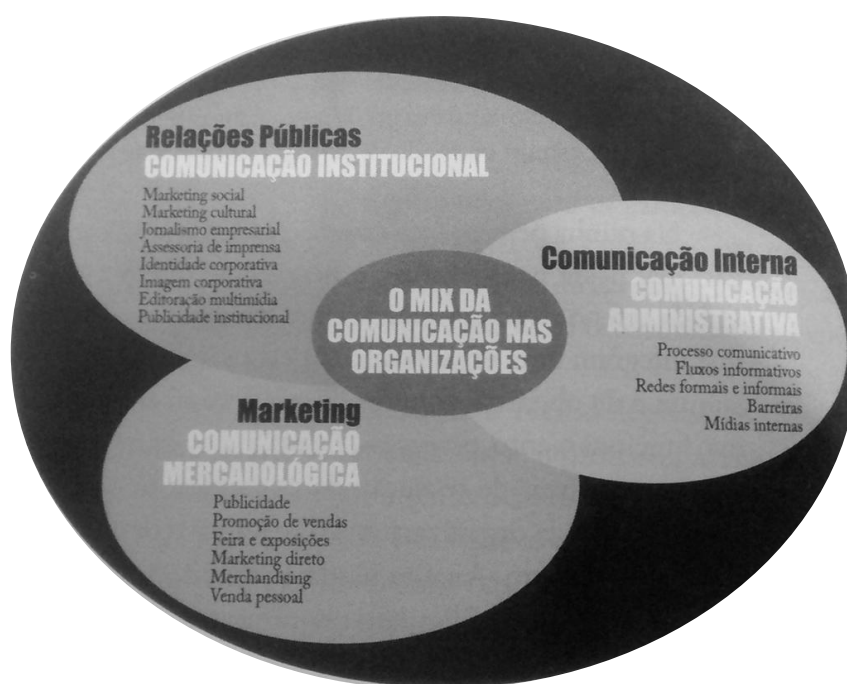 Relações Públicas
COMUNICAÇÃO INSTITUCIONAL
Marketing social
Marketing cultural
Jornalismo empresarial
Assessoria de imprensa
Identidade corporativa
Imagem corporativa
Editoração multimídia
Publicidade institucional
Comunicação Interna
COMUNICAÇÃO
ADMINISTRATIVA
Processo comunicativo
Fluxos informativos
Redes formais e informais
Barreiras
Mídias internas
O MIX DA
COMUNICAÇÃO NAS
ORGANIZAÇÕES
Marketing
COMUNICAÇÃO
MERCADOLÓGICA
Publicidade
Promoção de vendas
Feira e exposições
Marketing direto
Merchandising
Venda pessoal